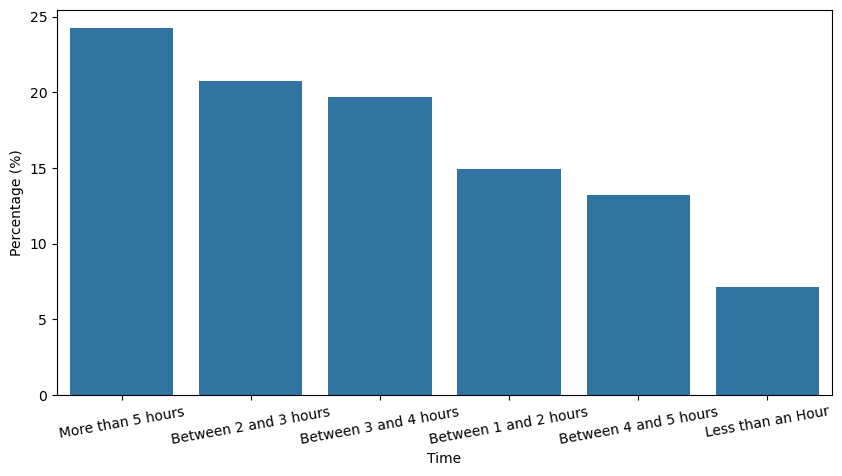 25
20
15
10
5
0
Percentage (%)
More than 5 hours
Between 2 and 3 hours
Between 3 and 4 hours
Between 1 and 2 hours
Between 4 and 5 hours
Less than an Hour
Time